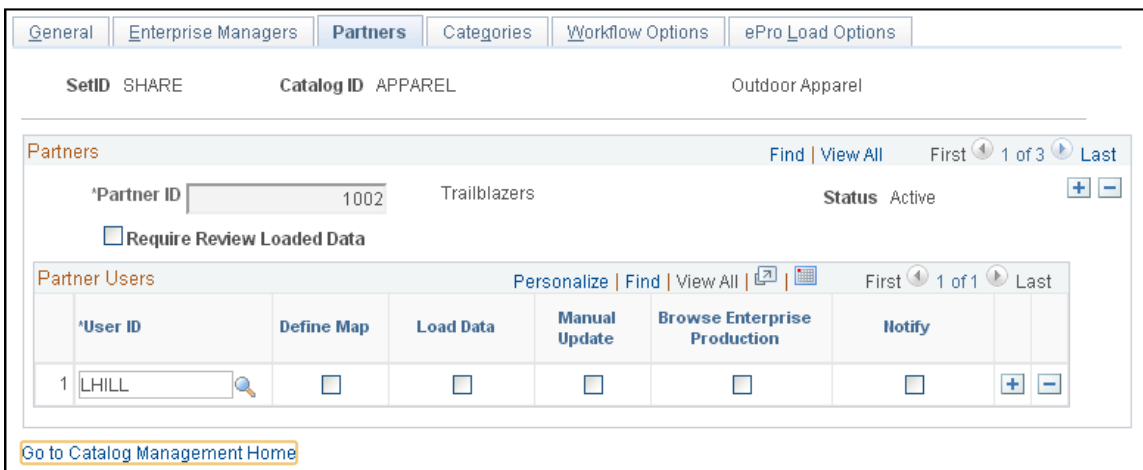 General Enterprise Managers Partners Categories Workflow Options ePro Load Options
SetID SHARE Catalog ID APPAREL Outdoor Apparel
Partners Find | View All First 1 of 3 Last
*Partner ID 1002 Trailblazers Status Active
Require Review Loaded Data
Partner Users Personalize | Find | View All | | First 1 of 1 Last
*User ID Define Map Load Data Manual Update Browse Enterprise Production Notify
1 LHILL
Go to Catalog Management Home